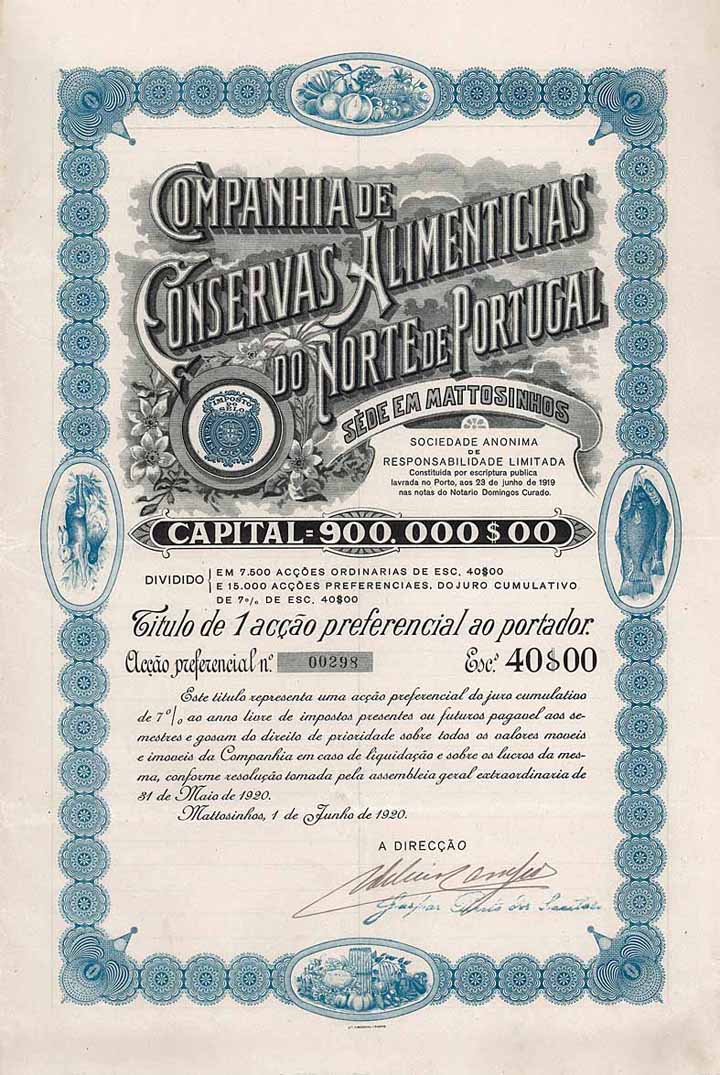 COMPANHIA DE
CONSERVAS ALIMENTICIAS
DO NORTE DE PORTUGAL
SÉDE EM MATTOSINHOS
IMPOSTO
DO
SELO
SOCIEDADE ANONIMA
DE
RESPONSABILIDADE LIMITADA
Constituida por escriptura publica
lavrada no Porto, aos 23 de junho de 1919
nas notas do Notario Domingos Curado.
CAPITAL=900.000$00
DIVIDIDO
EM 7.500 ACÇÕES ORDINARIAS DE ESC. 40$00
E 15.000 ACÇÕES PREFERENCIAES, DO JURO CUMULATIVO
DE 7% DE ESC. 40$00
Titulo de 1 acção preferencial ao portador.
Acção preferencial n.º 00298 Esc.s 40$00
Este titulo representa uma acção preferencial do juro cumulativo
de 7% ao anno livre de impostos presentes ou futuros pagavel aos se-
mestres e gosam do direito de prioridade sobre todos os valores moveis
e imoveis da Companhia em caso de liquidação e sobre os lucros da mes-
ma, conforme resolução tomada pela assembleia geral extraordinaria de
31 de Maio de 1920.
Mattosinhos, 1 de Junho de 1920.
A DIRECÇÃO